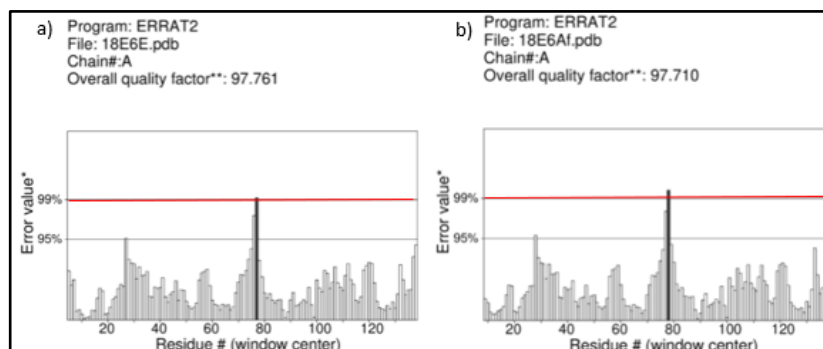 a)
Program: ERRAT2
File: 18E6E.pdb
Chain#:A
Overall quality factor**: 97.761
Error value*
99%
95%
20 40 60 80 100 120
Residue # (window center)
b)
Program: ERRAT2
File: 18E6Af.pdb
Chain#:A
Overall quality factor**: 97.710
Error value*
99%
95%
20 40 60 80 100 120
Residue # (window center)